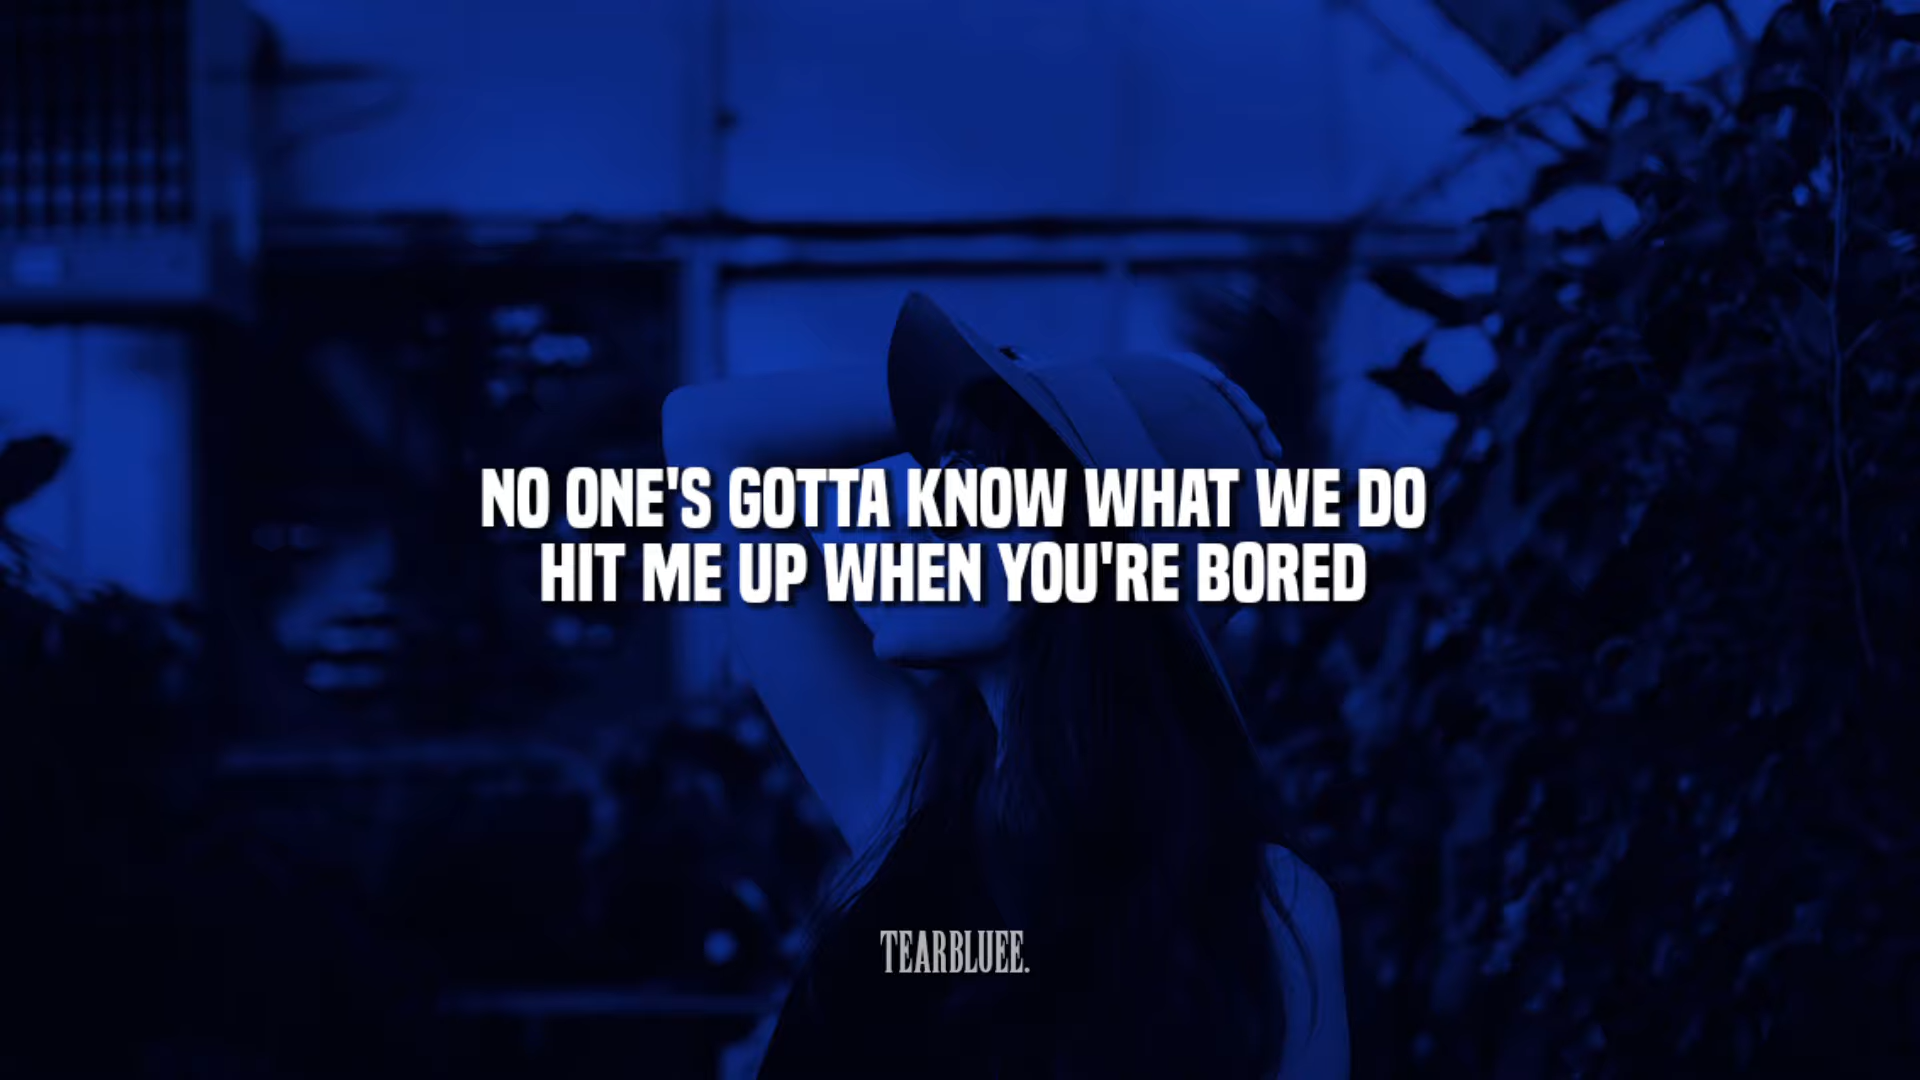 NO ONE'S GOTTA KNOW WHAT WE DO
HIT ME UP WHEN YOU'RE BORED
TEARBLUEE.